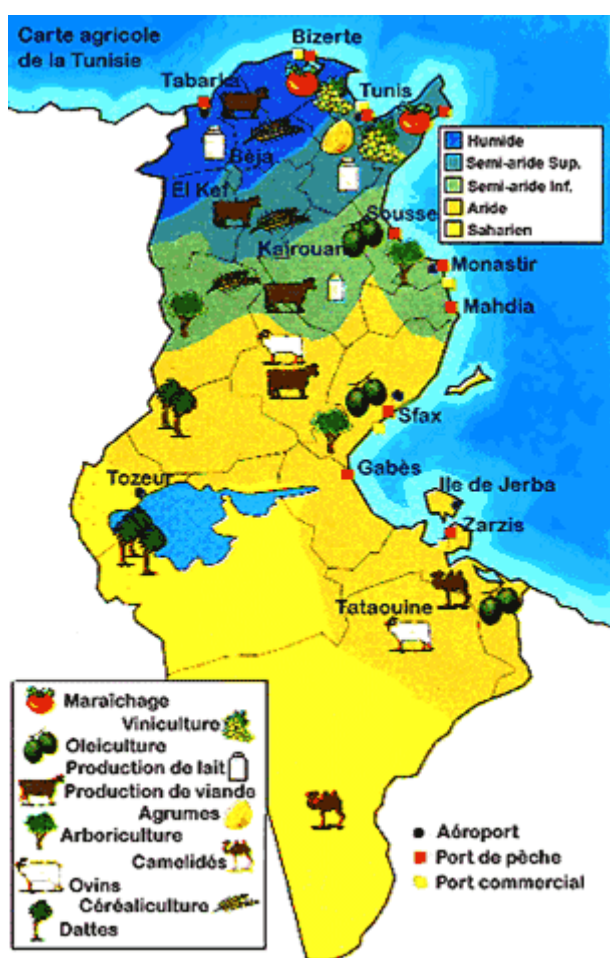 Carte agricole
de la Tunisie
Bizerte
Tabarka
Tunis
Béja
El Kef
Humide
Semi-aride Sup.
Semi-aride Inf.
Aride
Saharien
Sousse
Kairouan
Monastir
Mahdia
Sfax
Gabès
Tozeur
Ile de Jerba
Zarzis
Tataouine
Maraîchage
Viniculture
Oleiculture
Production de lait
Production de viande
Agrumes
Arboriculture
Camelidés
Ovins
Céréaliculture
Dattes
Aéroport
Port de pêche
Port commercial